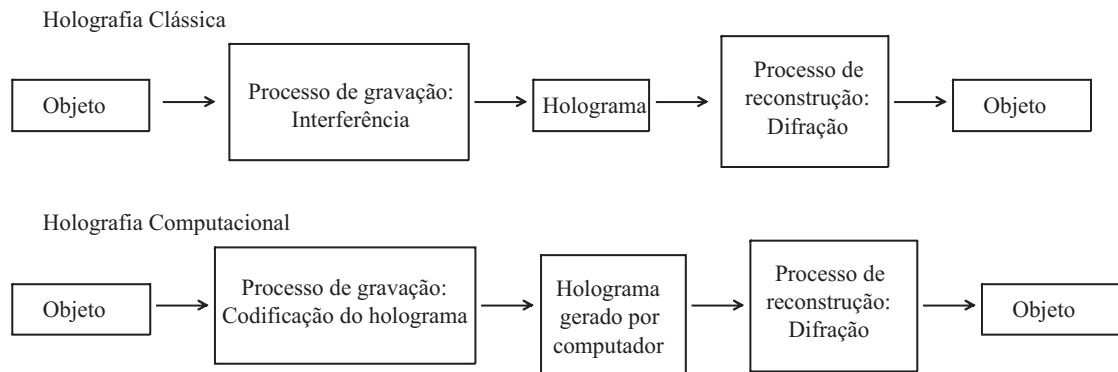 Holografia Clássica
Objeto
Processo de gravação:
Interferência
Holograma
Processo de
reconstrução:
Difração
Objeto
Holografia Computacional
Objeto
Processo de gravação:
Codificação do holograma
Holograma
gerado por
computador
Processo de
reconstrução:
Difração
Objeto